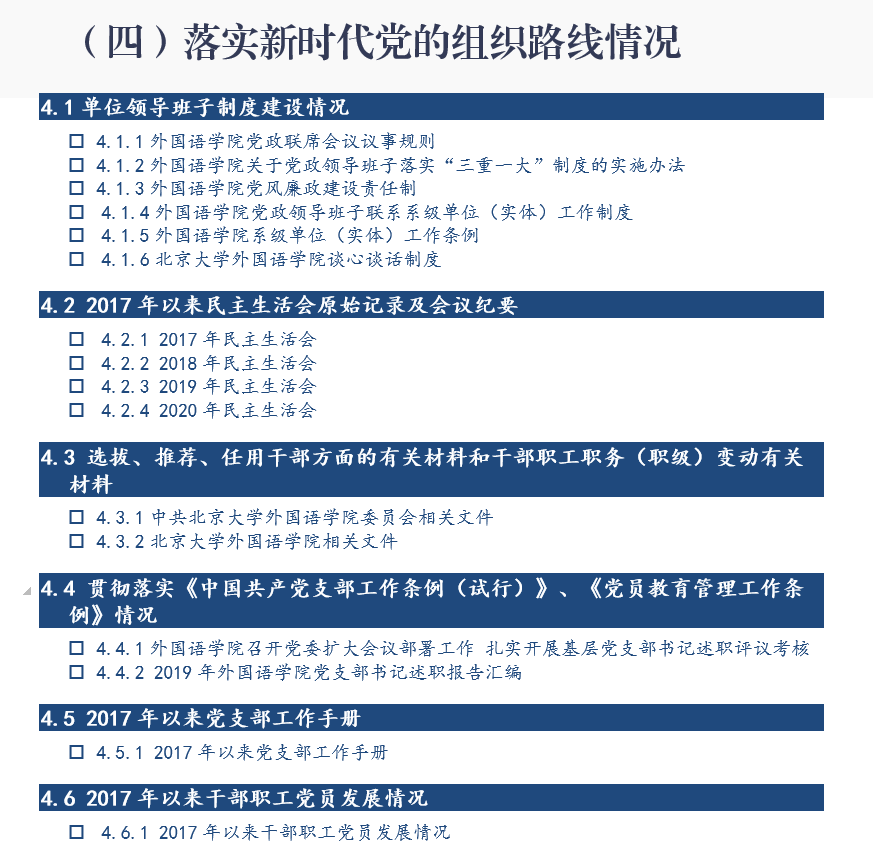 （四）落实新时代党的组织路线情况
4.1 单位领导班子制度建设情况
4.1.1 外国语学院党政联席会议议事规则
4.1.2 外国语学院关于党政领导班子落实“三重一大”制度的实施办法
4.1.3 外国语学院党风廉政建设责任制
4.1.4 外国语学院党政领导班子联系系级单位（实体）工作制度
4.1.5 外国语学院系级单位（实体）工作条例
4.1.6 北京大学外国语学院谈心谈话制度
4.2 2017 年以来民主生活会原始记录及会议纪要
4.2.1 2017 年民主生活会
4.2.2 2018 年民主生活会
4.2.3 2019 年民主生活会
4.2.4 2020 年民主生活会
4.3 选拔、推荐、任用干部方面的有关材料和干部职工职务（职级）变动有关
材料
4.3.1 中共北京大学外国语学院委员会相关文件
4.3.2 北京大学外国语学院相关文件
4.4 贯彻落实《中国共产党支部工作条例（试行）》、《党员教育管理工作条
例》情况
4.4.1 外国语学院召开党委扩大会议部署工作 扎实开展基层党支部书记述职评议考核
4.4.2 2019 年外国语学院党支部书记述职报告汇编
4.5 2017 年以来党支部工作手册
4.5.1 2017 年以来党支部工作手册
4.6 2017 年以来干部职工党员发展情况
4.6.1 2017 年以来干部职工党员发展情况